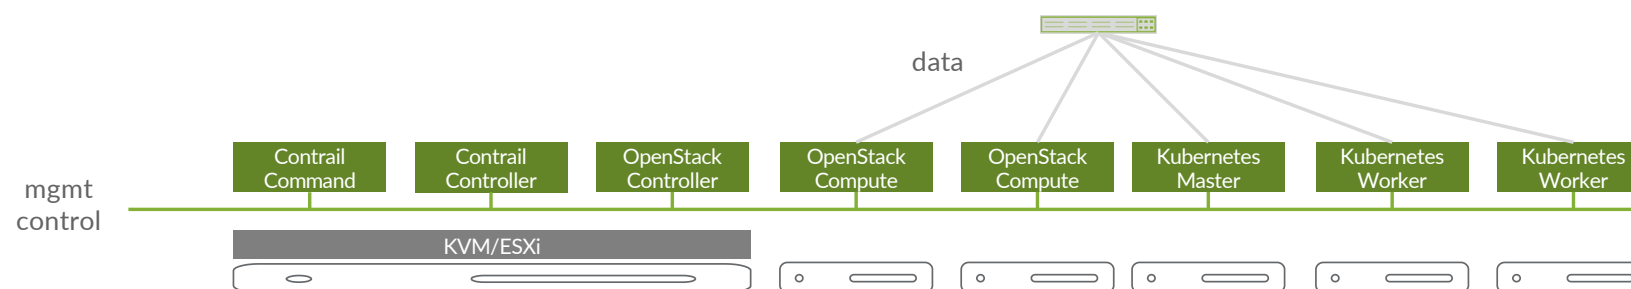 data
Contrail
Command
Contrail
Controller
OpenStack
Controller
OpenStack
Compute
OpenStack
Compute
Kubernetes
Master
Kubernetes
Worker
Kubernetes
Worker
mgmt
control
KVM/ESXi